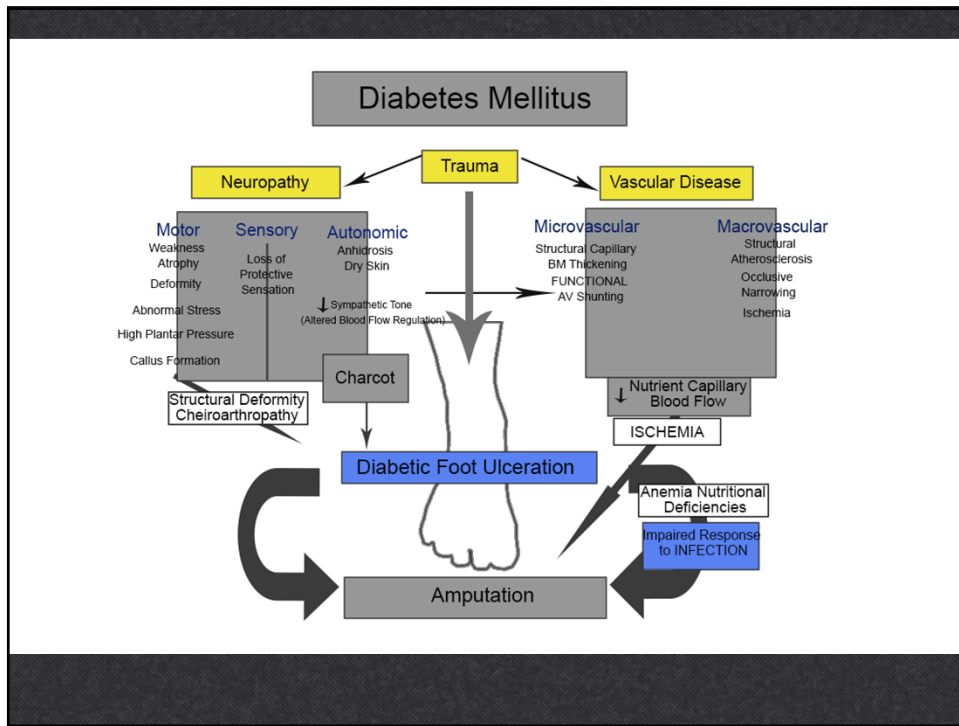 Diabetes Mellitus
Trauma
Neuropathy
Vascular Disease
Motor
Weakness
Atrophy
Deformity
Abnormal Stress
High Plantar Pressure
Callus Formation
Sensory
Loss of
Protective
Sensation
Autonomic
Anhidrosis
Dry Skin
↓ Sympathetic Tone
(Altered Blood Flow Regulation)
Microvascular
Structural Capillary
BM Thickening
FUNCTIONAL
AV Shunting
Macrovascular
Structural
Atherosclerosis
Occlusive
Narrowing
Ischemia
Charcot
Structural Deformity
Cheiroarthropathy
↓ Nutrient Capillary
Blood Flow
ISCHEMIA
Diabetic Foot Ulceration
Anemia Nutritional
Deficiencies
Impaired Response
to INFECTION
Amputation